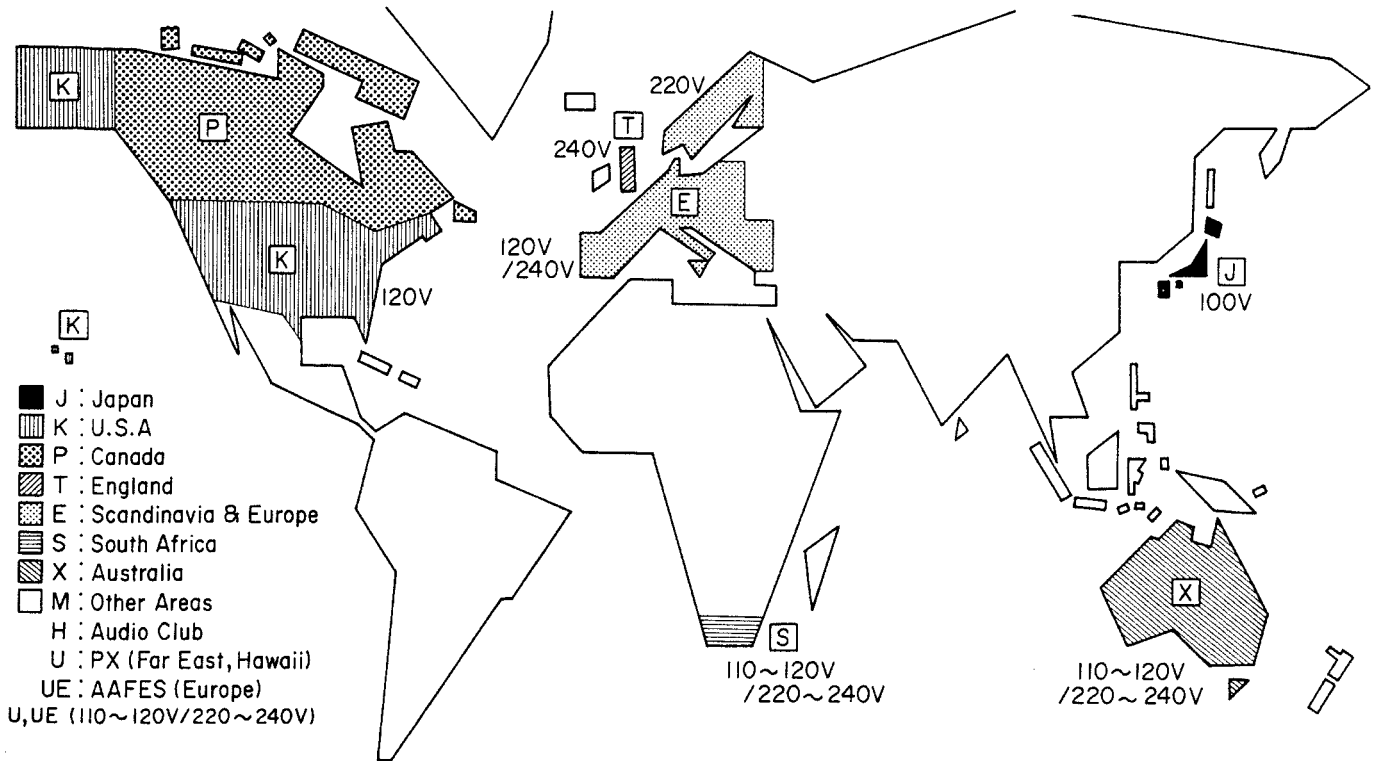 K
P
T
220V
240V
E
K
120V
/240V
120V
J
100V
K
J : Japan
K : U.S.A
P : Canada
T : England
E : Scandinavia & Europe
S : South Africa
X : Australia
M : Other Areas
H : Audio Club
U : PX (Far East, Hawaii)
UE : AAFES (Europe)
U,UE (110~120V/220~240V)
S
110~120V
/220~240V
X
110~120V
/220~240V